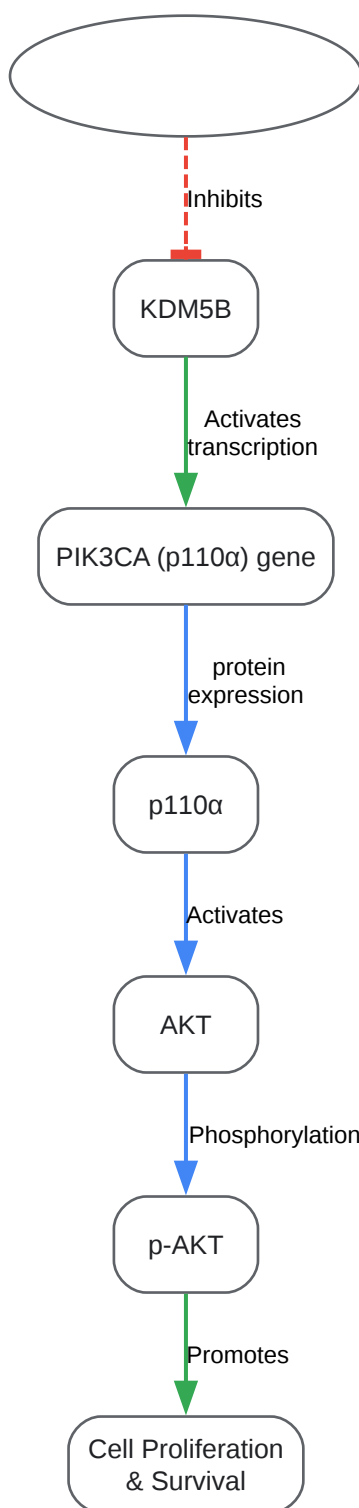 Inhibits
KDM5B
Activates
transcription
PIK3CA (p110α) gene
protein
expression
p110α
Activates
AKT
Phosphorylation
p-AKT
Promotes
Cell Proliferation
& Survival